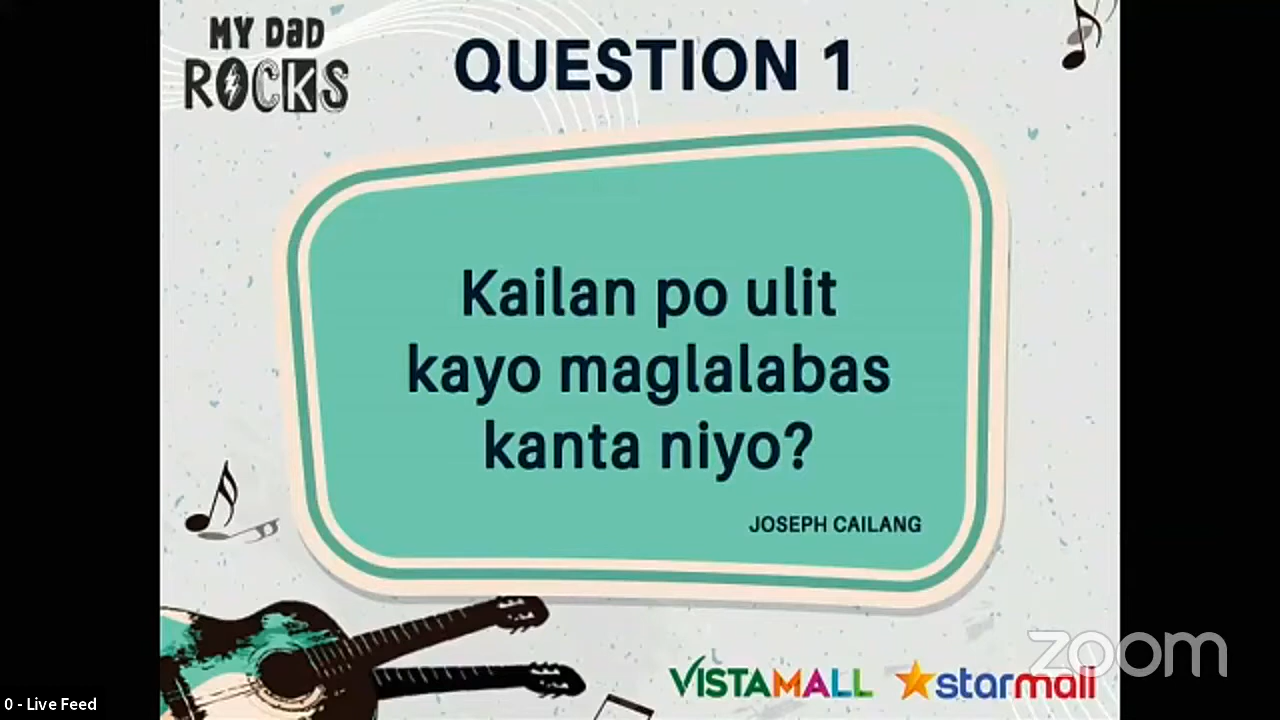 MY DaD
ROCKS
QUESTION 1
Kailan po ulit
kayo maglalabas
kanta niyo?
JOSEPH CAILANG
VISTAMALL
starmall
zoom
0 - Live Feed